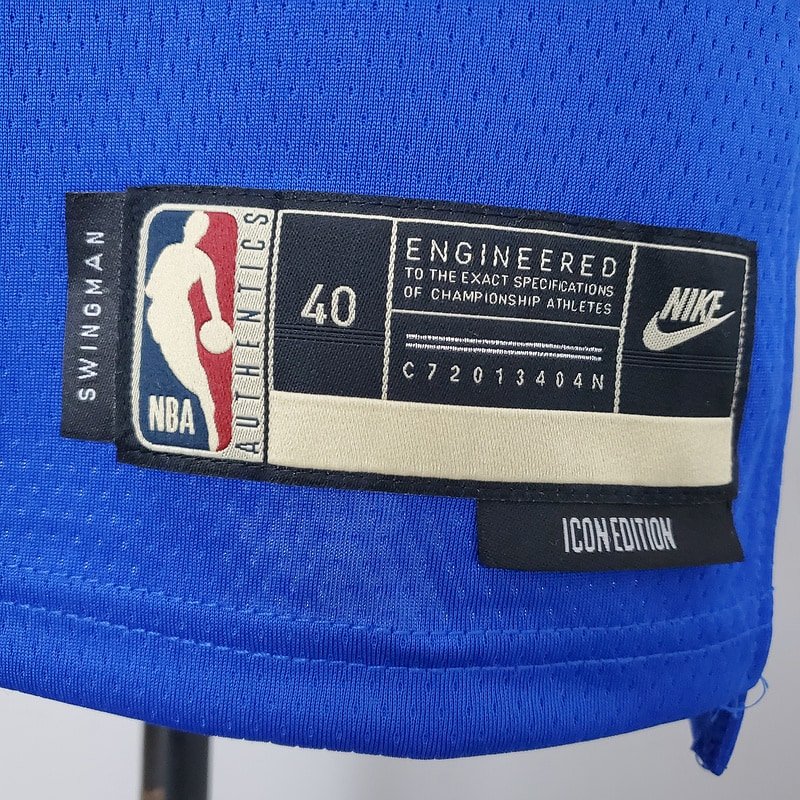 SWINGMAN
NBA
AUTHENTICS
40
ENGINEERED
TO THE EXACT SPECIFICATIONS
OF CHAMPIONSHIP ATHLETES
C72013404N
NIKE
ICON EDITION